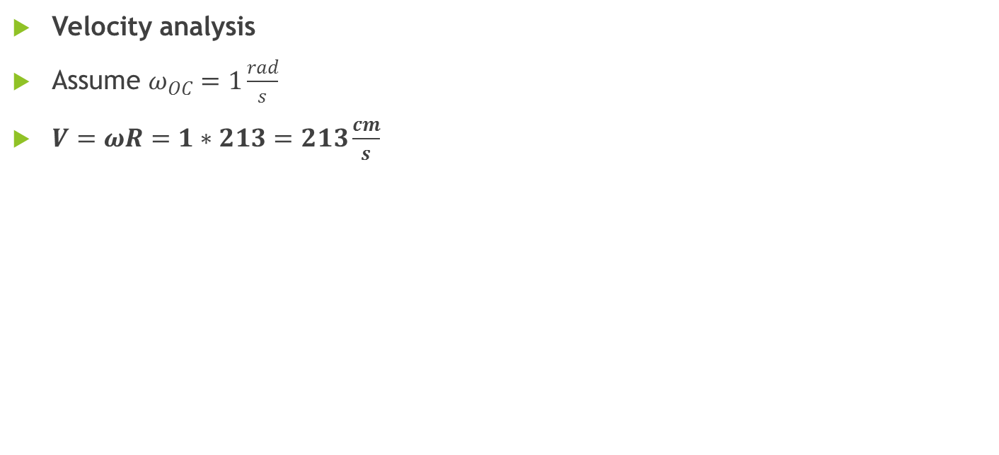 Velocity analysis
Assume ω_OC = 1 rad/s
V = ωR = 1 * 213 = 213 cm/s